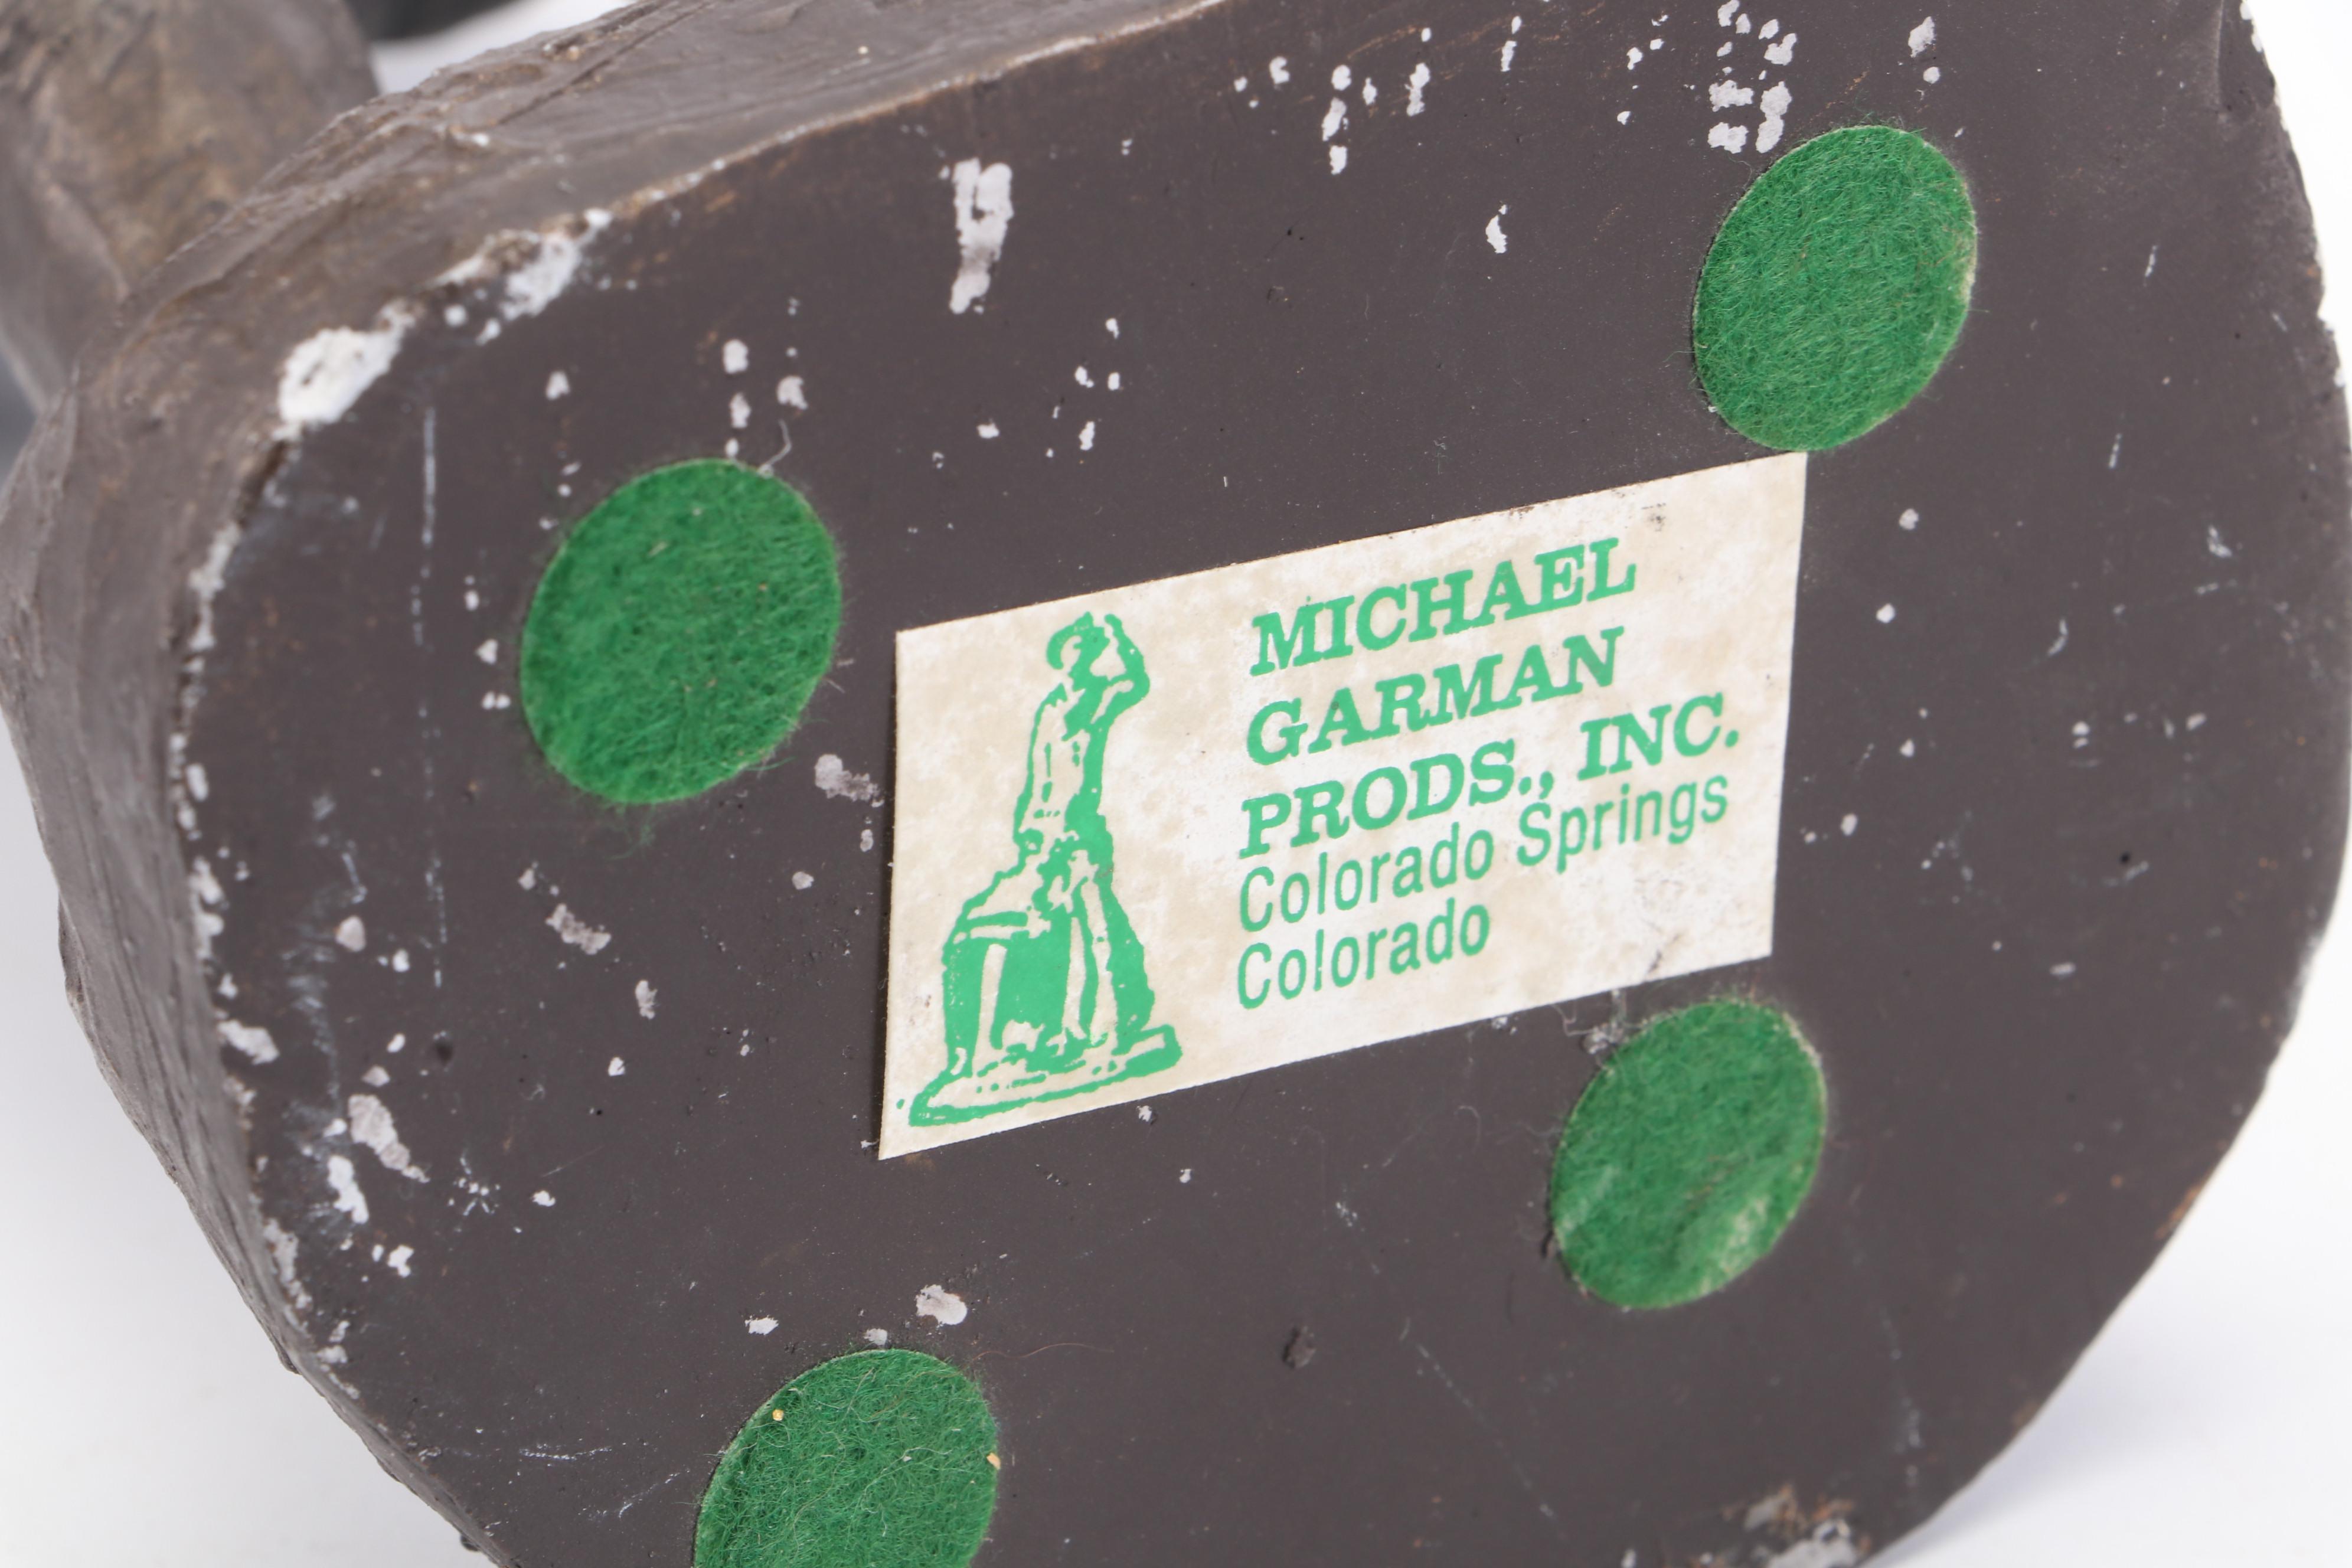 MICHAEL
GARMAN
PRODS., INC.
Colorado Springs
Colorado